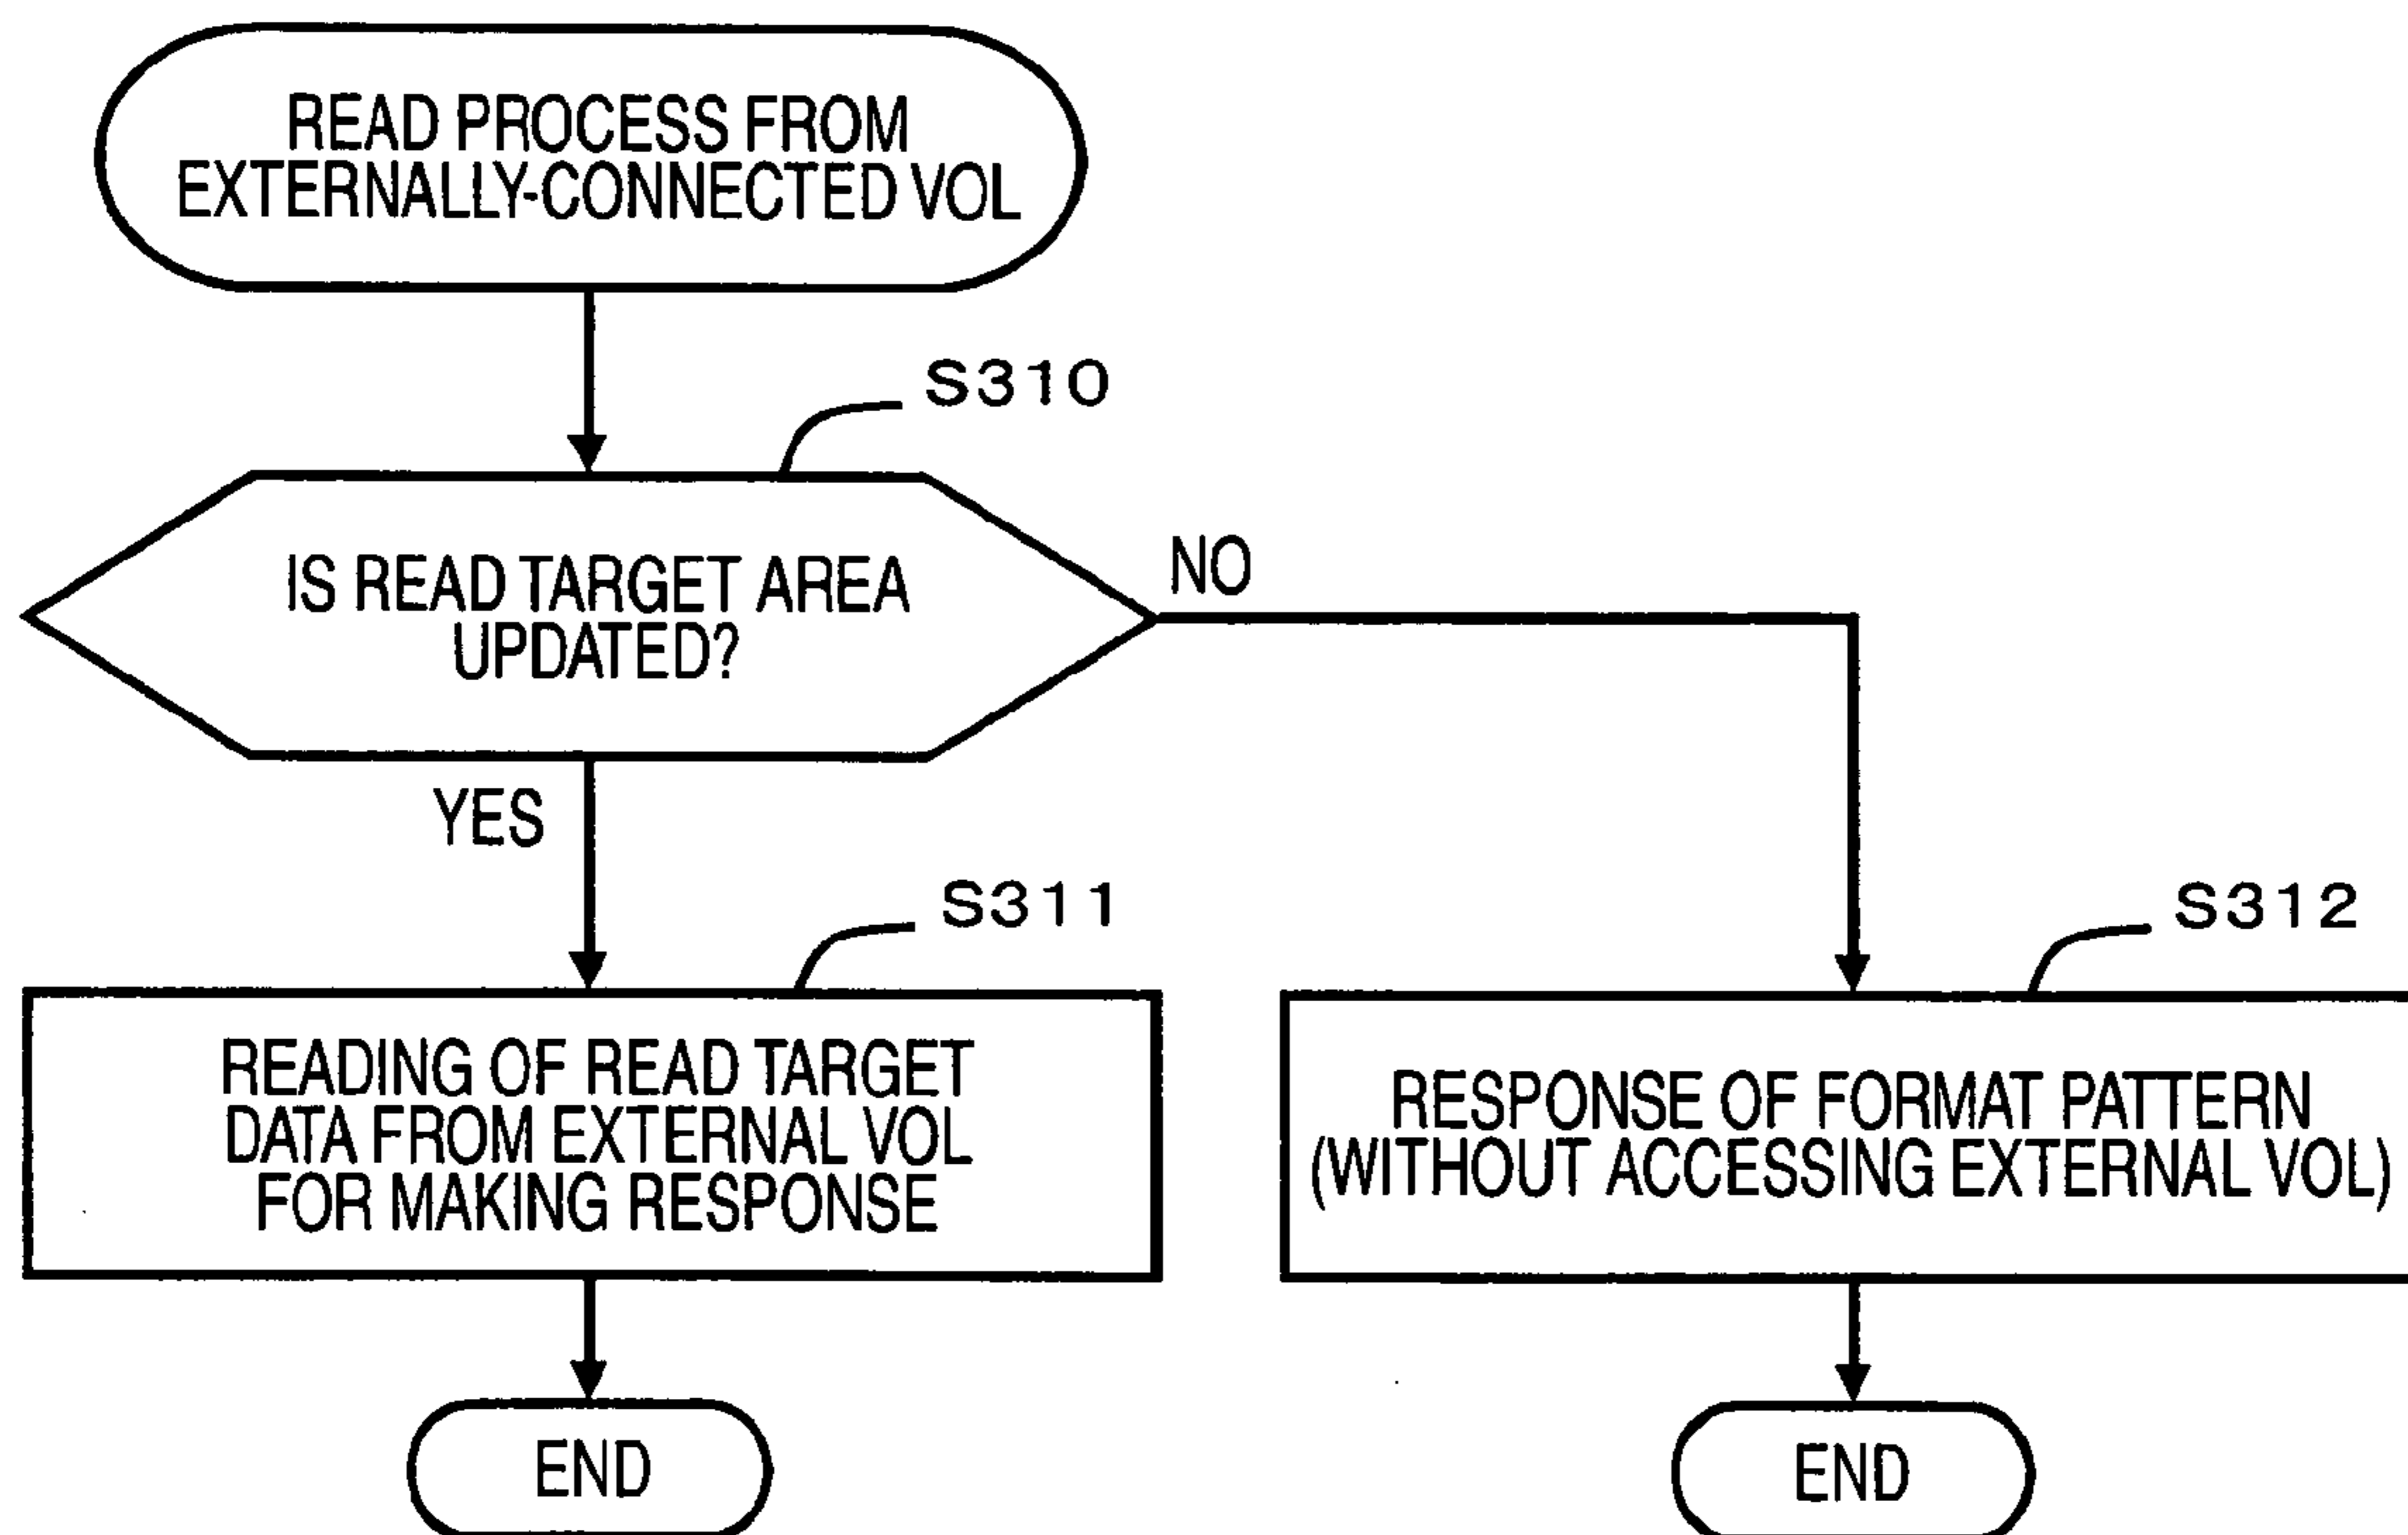 READ PROCESS FROM
EXTERNALLY-CONNECTED VOL
S310
IS READ TARGET AREA
UPDATED?
NO
YES
S311
READING OF READ TARGET
DATA FROM EXTERNAL VOL
FOR MAKING RESPONSE
S312
RESPONSE OF FORMAT PATTERN
(WITHOUT ACCESSING EXTERNAL VOL)
END
END